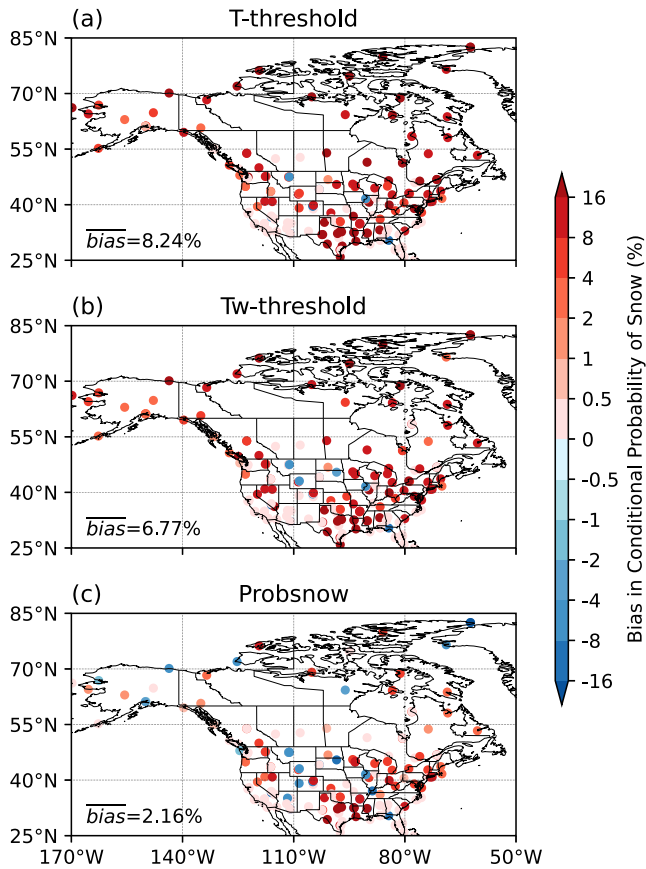 (a) T-threshold
85°N
70°N
55°N
40°N
25°N
bias=8.24%
(b) Tw-threshold
85°N
70°N
55°N
40°N
25°N
bias=6.77%
(c) Probsnow
85°N
70°N
55°N
40°N
25°N
bias=2.16%
170°W 140°W 110°W 80°W 50°W
16
8
4
2
1
0.5
0
-0.5
-1
-2
-4
-8
-16
Bias in Conditional Probability of Snow (%)